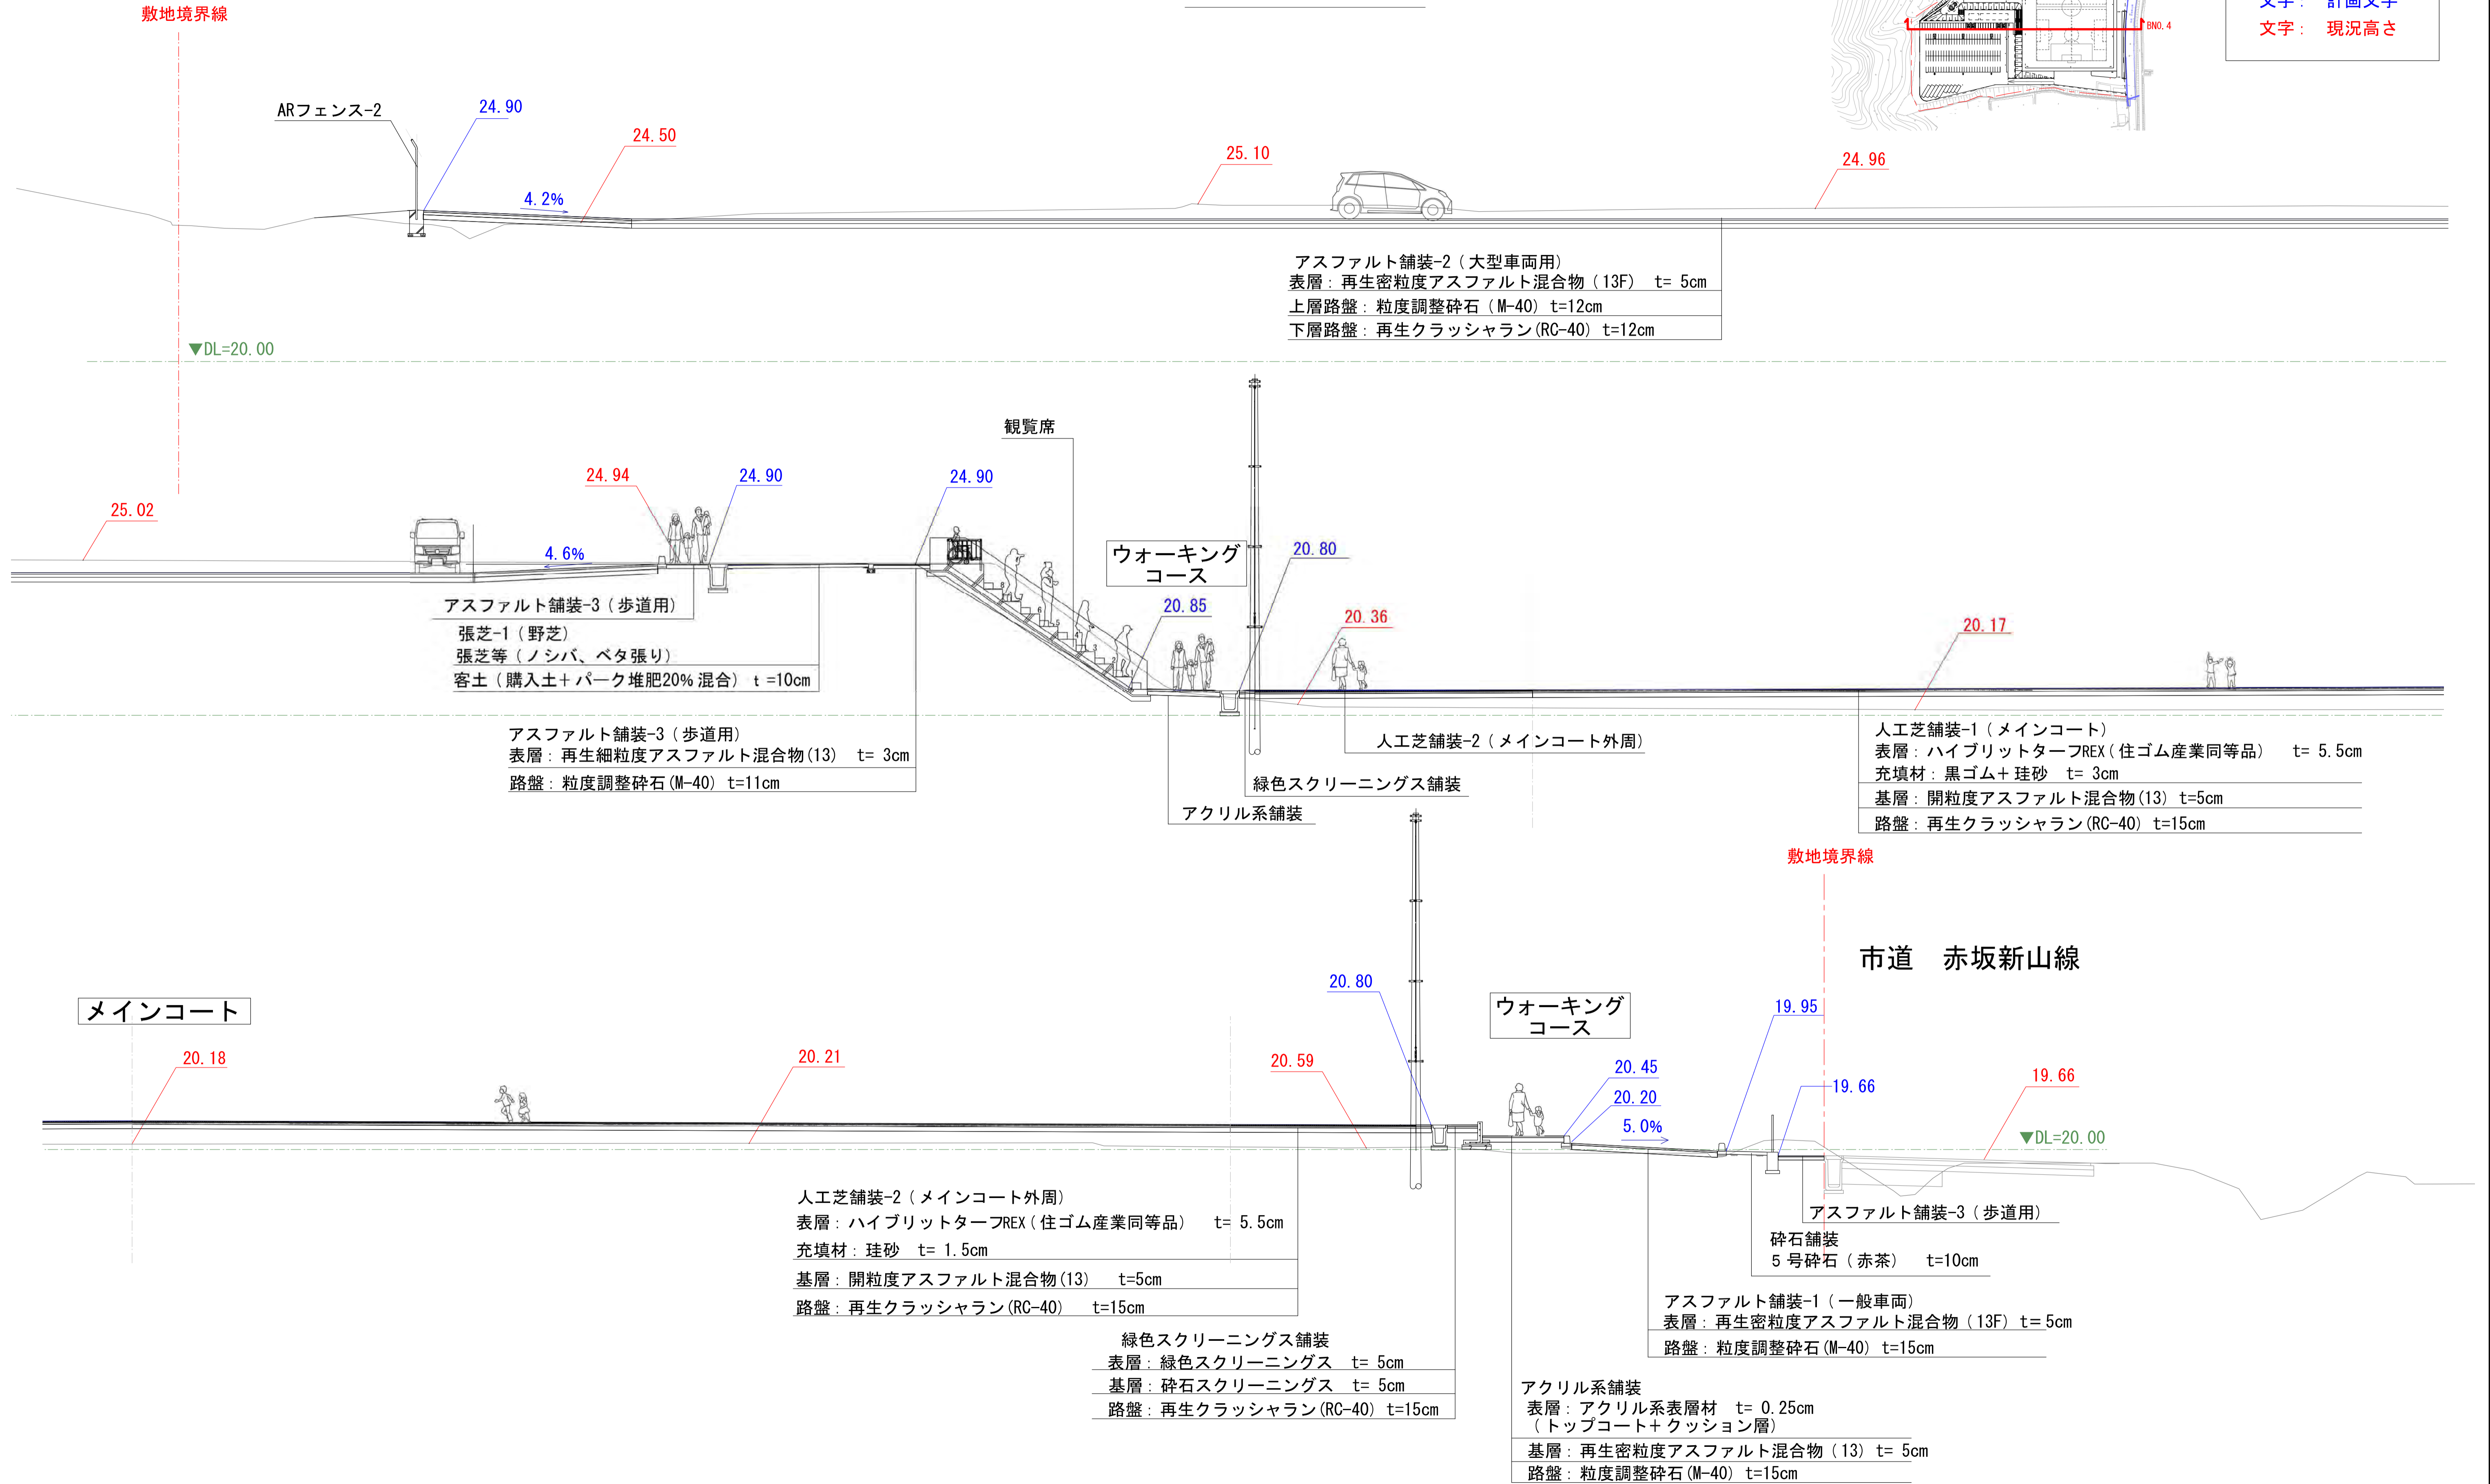 敷地境界線
文字： 計画文字
文字： 現況高さ
BNO.4
ARフェンス-2
24.90
24.50
4.2%
25.10
24.96
アスファルト舗装-2（大型車両用）
表層：再生密粒度アスファルト混合物（13F） t= 5cm
上層路盤：粒度調整砕石（M-40）t=12cm
下層路盤：再生クラッシャラン(RC-40) t=12cm
▼DL=20.00
観覧席
25.02
24.94
24.90
24.90
4.6%
ウォーキング
コース
20.80
20.85
20.36
20.17
8
7
6
5
4
3
2
1
アスファルト舗装-3（歩道用）
張芝-1（野芝）
張芝等（ノシバ、ベタ張り）
客土（購入土+パーク堆肥20%混合）t=10cm
アスファルト舗装-3（歩道用）
表層：再生細粒度アスファルト混合物(13) t= 3cm
路盤：粒度調整砕石(M-40) t=11cm
人工芝舗装-2（メインコート外周）
緑色スクリーニングス舗装
アクリル系舗装
人工芝舗装-1（メインコート）
表層：ハイブリットターフREX（住ゴム産業同等品） t= 5.5cm
充填材：黒ゴム+珪砂 t= 3cm
基層：開粒度アスファルト混合物(13) t=5cm
路盤：再生クラッシャラン(RC-40) t=15cm
敷地境界線
市道 赤坂新山線
メインコート
20.18
20.21
20.59
20.80
ウォーキング
コース
20.45
20.20
5.0%
19.95
19.66
19.66
▼DL=20.00
人工芝舗装-2（メインコート外周）
表層：ハイブリットターフREX（住ゴム産業同等品） t= 5.5cm
充填材：珪砂 t= 1.5cm
基層：開粒度アスファルト混合物(13) t=5cm
路盤：再生クラッシャラン(RC-40) t=15cm
緑色スクリーニングス舗装
表層：緑色スクリーニングス t= 5cm
基層：砕石スクリーニングス t= 5cm
路盤：再生クラッシャラン(RC-40) t=15cm
アスファルト舗装-3（歩道用）
砕石舗装
5号砕石（赤茶） t=10cm
アスファルト舗装-1（一般車両）
表層：再生密粒度アスファルト混合物（13F）t=5cm
路盤：粒度調整砕石(M-40) t=15cm
アクリル系舗装
表層：アクリル系表層材 t= 0.25cm
（トップコート+クッション層）
基層：再生密粒度アスファルト混合物（13）t= 5cm
路盤：粒度調整砕石(M-40) t=15cm